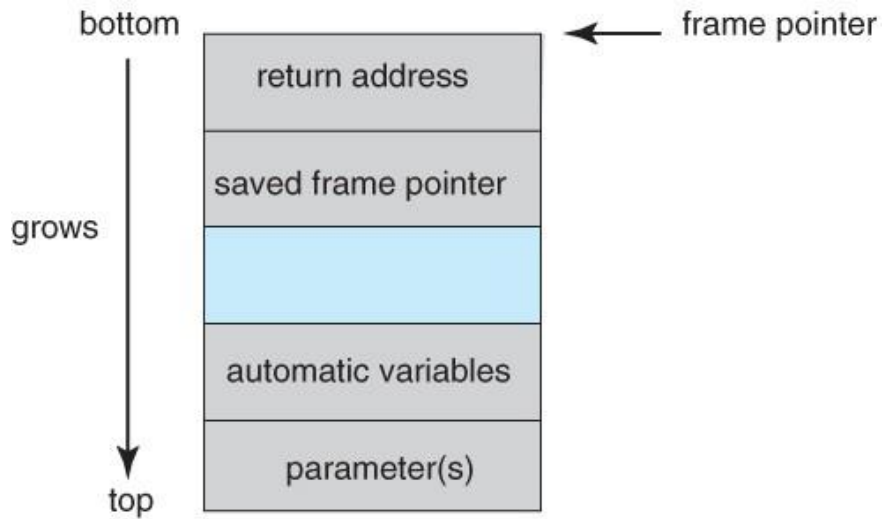 bottom
frame pointer
return address
saved frame pointer
grows
automatic variables
parameter(s)
top